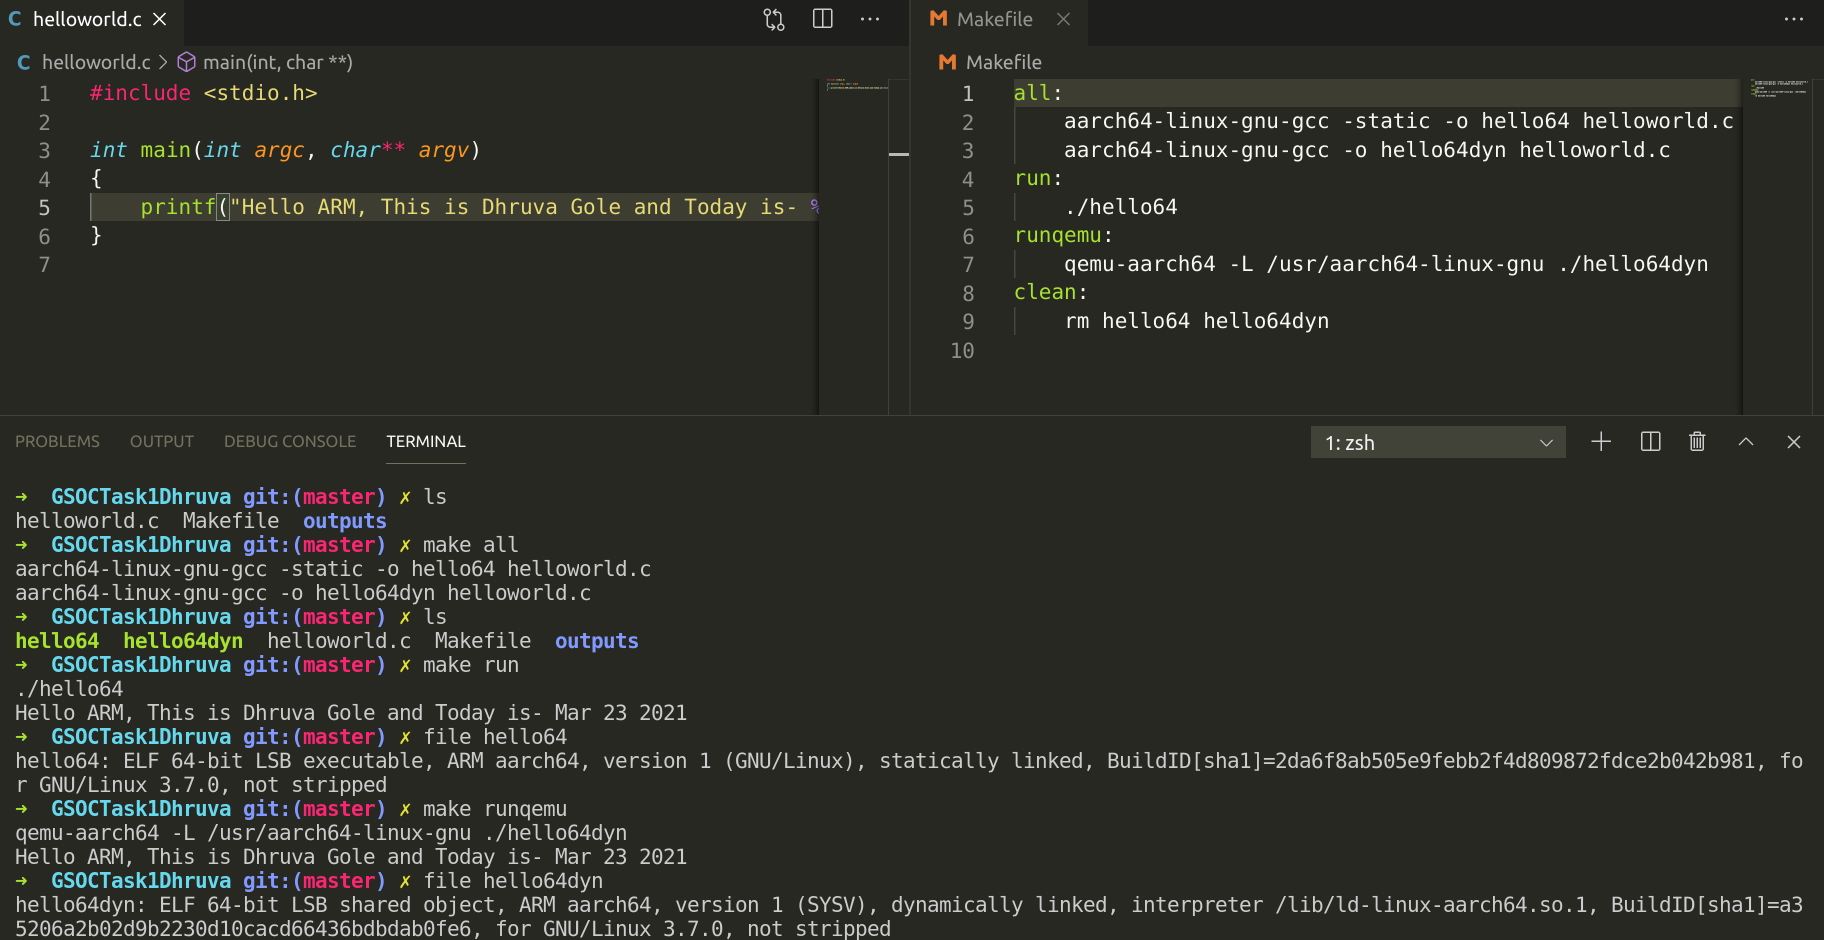 helloworld.c
helloworld.c > main(int, char **)
1 #include <stdio.h>
2
3 int main(int argc, char** argv)
4 {
5 printf("Hello ARM, This is Dhruva Gole and Today is- %
6 }
7
Makefile
Makefile
1 all:
2 aarch64-linux-gnu-gcc -static -o hello64 helloworld.c
3 aarch64-linux-gnu-gcc -o hello64dyn helloworld.c
4 run:
5 ./hello64
6 runqemu:
7 qemu-aarch64 -L /usr/aarch64-linux-gnu ./hello64dyn
8 clean:
9 rm hello64 hello64dyn
10
PROBLEMS OUTPUT DEBUG CONSOLE TERMINAL 1: zsh
➜ GSOCTask1Dhruva git:(master) ✗ ls
helloworld.c Makefile outputs
➜ GSOCTask1Dhruva git:(master) ✗ make all
aarch64-linux-gnu-gcc -static -o hello64 helloworld.c
aarch64-linux-gnu-gcc -o hello64dyn helloworld.c
➜ GSOCTask1Dhruva git:(master) ✗ ls
hello64 hello64dyn helloworld.c Makefile outputs
➜ GSOCTask1Dhruva git:(master) ✗ make run
./hello64
Hello ARM, This is Dhruva Gole and Today is- Mar 23 2021
➜ GSOCTask1Dhruva git:(master) ✗ file hello64
hello64: ELF 64-bit LSB executable, ARM aarch64, version 1 (GNU/Linux), statically linked, BuildID[sha1]=2da6f8ab505e9febb2f4d809872fdce2b042b981, fo
r GNU/Linux 3.7.0, not stripped
➜ GSOCTask1Dhruva git:(master) ✗ make runqemu
qemu-aarch64 -L /usr/aarch64-linux-gnu ./hello64dyn
Hello ARM, This is Dhruva Gole and Today is- Mar 23 2021
➜ GSOCTask1Dhruva git:(master) ✗ file hello64dyn
hello64dyn: ELF 64-bit LSB shared object, ARM aarch64, version 1 (SYSV), dynamically linked, interpreter /lib/ld-linux-aarch64.so.1, BuildID[sha1]=a3
5206a2b02d9b2230d10cacd66436bdbdab0fe6, for GNU/Linux 3.7.0, not stripped